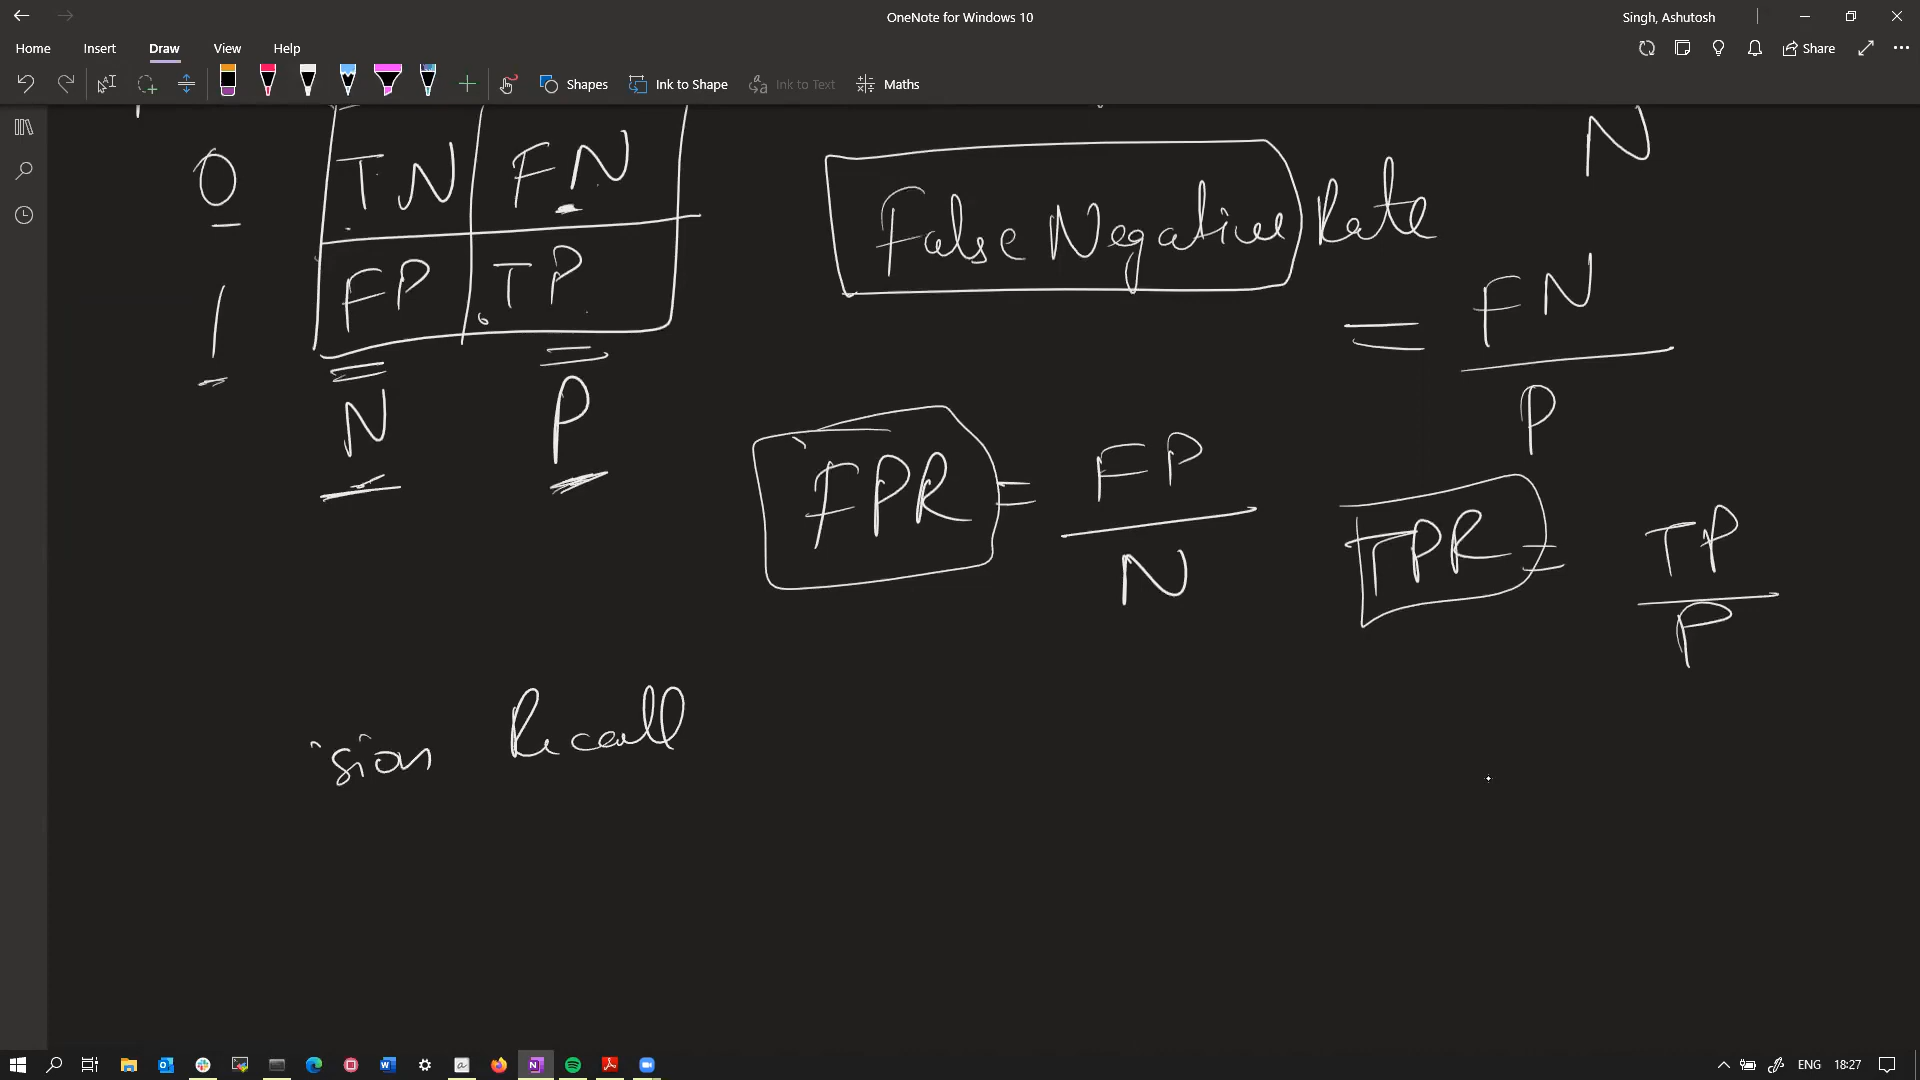 OneNote for Windows 10
Singh, Ashutosh
Home Insert Draw View Help
Share
Shapes Ink to Shape Ink to Text Maths
N
0 TN FN
False Negative Rate
1 FP TP
= FN
P
N P
FPR = FP
N
TPR = TP
P
ision Recall
ENG 18:27